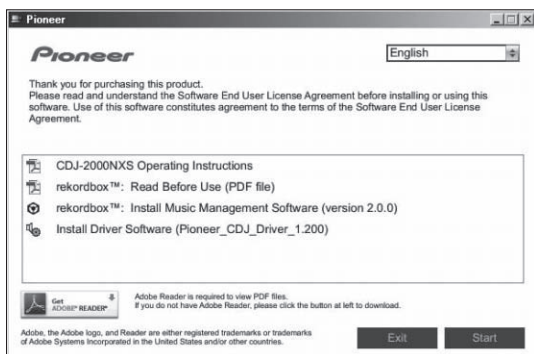 Pioneer
Pioneer
English
Thank you for purchasing this product.
Please read and understand the Software End User License Agreement before installing or using this
software. Use of this software constitutes agreement to the terms of the Software End User License
Agreement.
CDJ-2000NXS Operating Instructions
rekordbox™: Read Before Use (PDF file)
rekordbox™: Install Music Management Software (version 2.0.0)
Install Driver Software (Pioneer_CDJ_Driver_1.200)
Get
ADOBE® READER®
Adobe Reader is required to view PDF files.
If you do not have Adobe Reader, please click the button at left to download.
Adobe, the Adobe logo, and Reader are either registered trademarks or trademarks
of Adobe Systems Incorporated in the United States and/or other countries.
Exit
Start